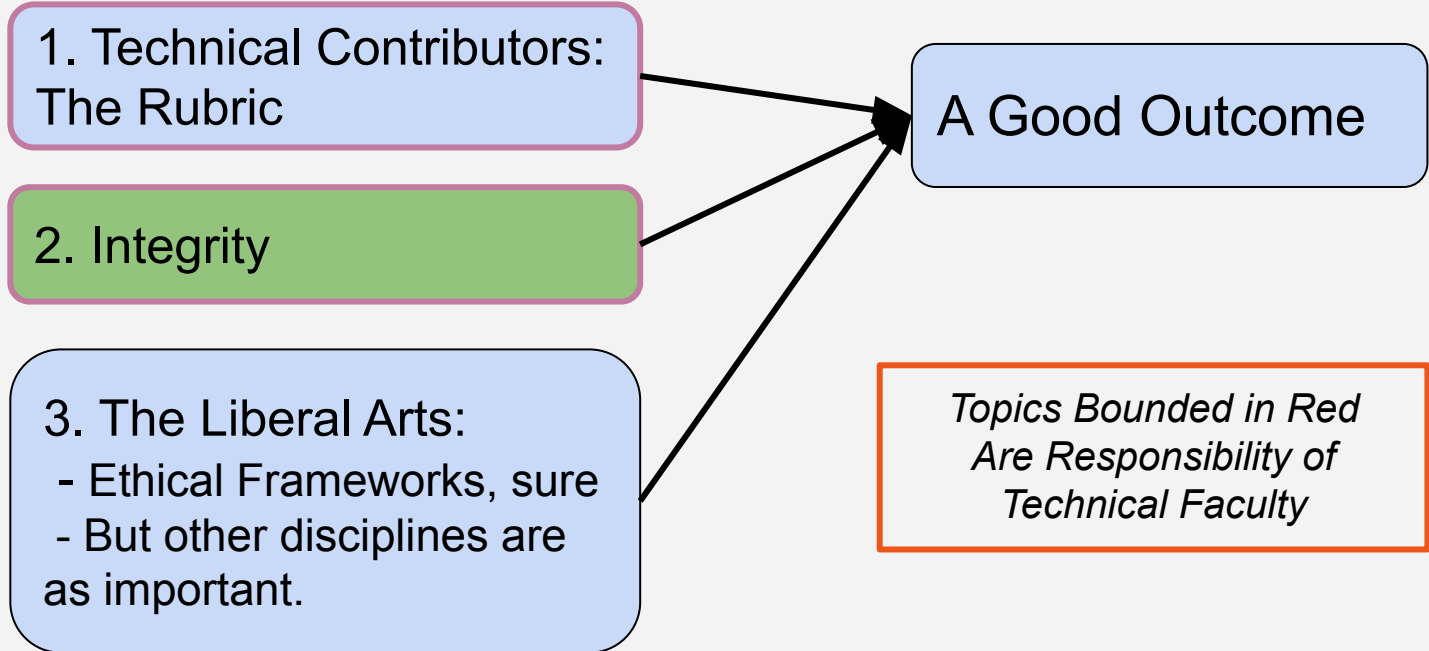 1. Technical Contributors:
The Rubric
A Good Outcome
2. Integrity
3. The Liberal Arts:
- Ethical Frameworks, sure
- But other disciplines are
as important.
Topics Bounded in Red
Are Responsibility of
Technical Faculty